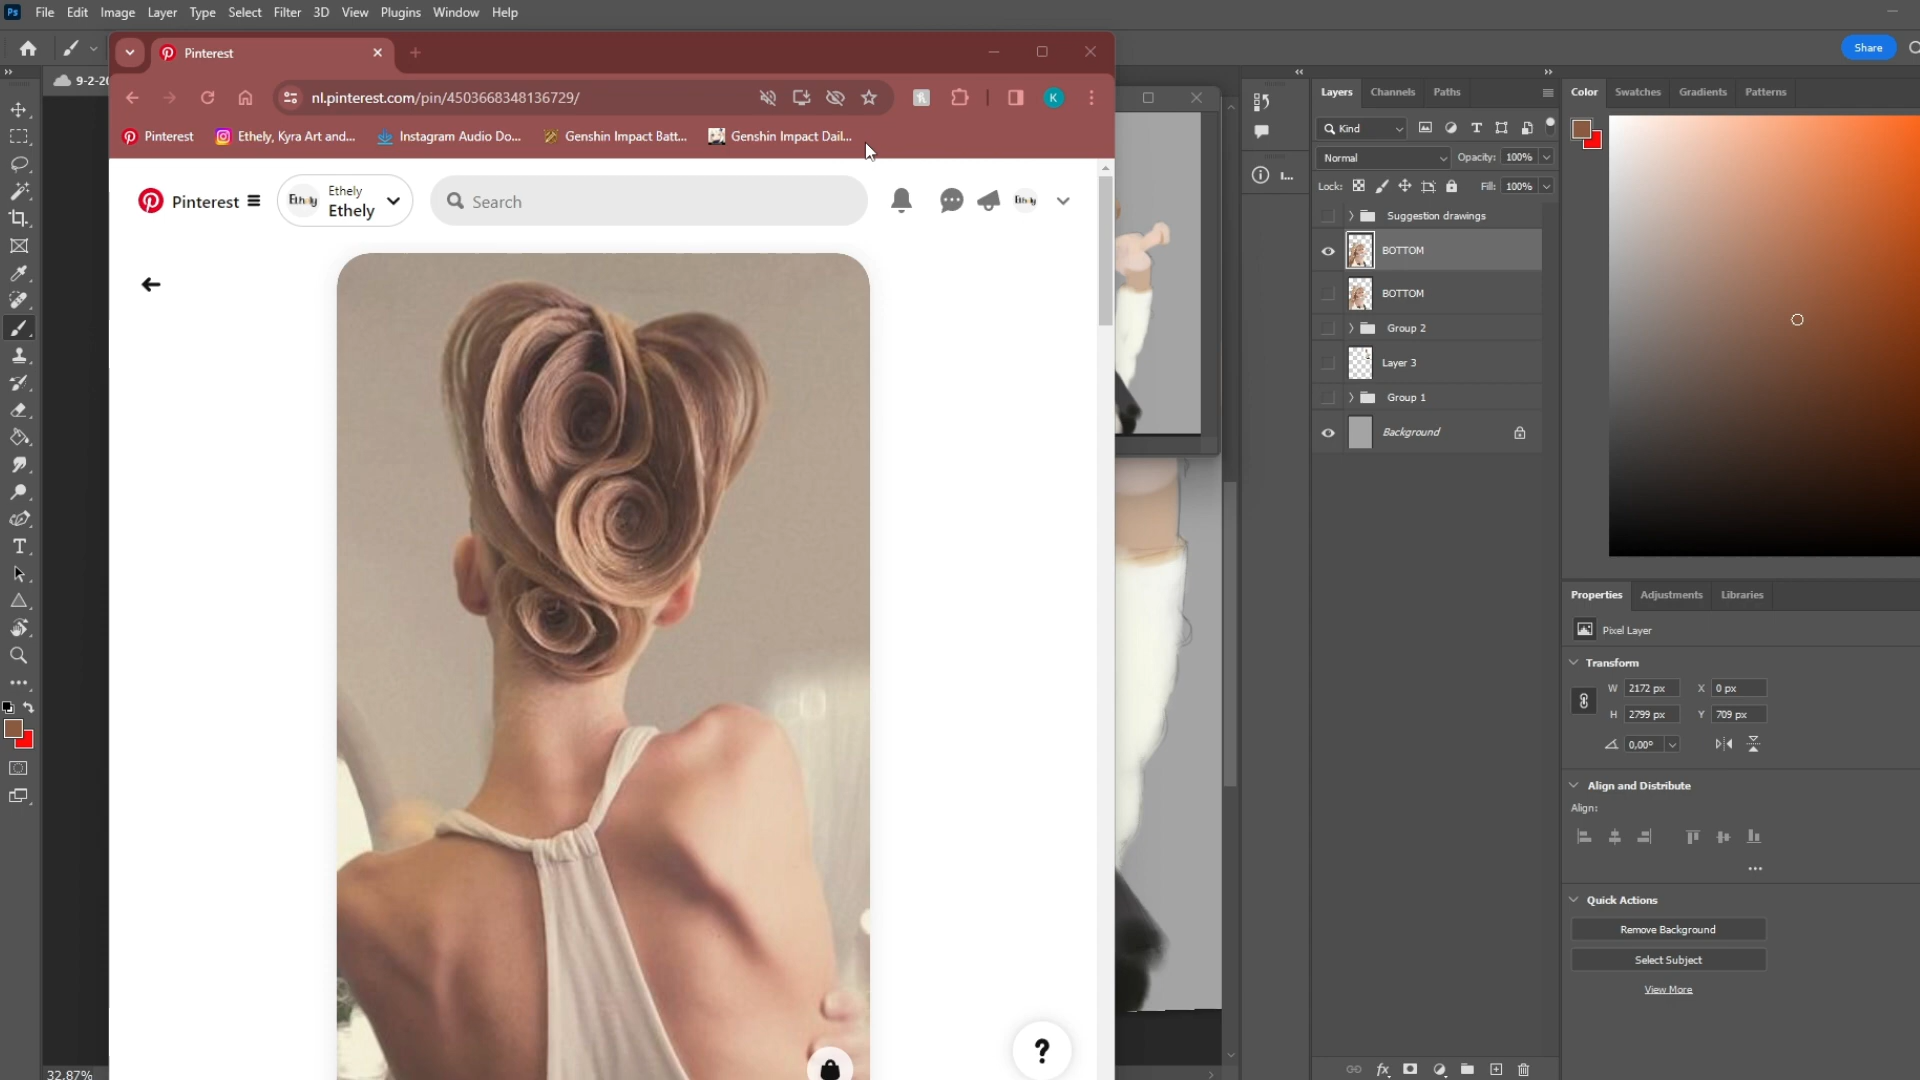 Ps File Edit Image Layer Type Select Filter 3D View Plugins Window Help
Pinterest
Share
9-2-20
nl.pinterest.com/pin/4503668348136729/
K
Pinterest Ethely, Kyra Art and... Instagram Audio Do... Genshin Impact Batt... Genshin Impact Dail...
Pinterest
Ethely
Ethely
Search
Ethely
?
32,87%
I...
Layers Channels Paths
Kind
Normal Opacity: 100%
Lock: Fill: 100%
Suggestion drawings
BOTTOM
BOTTOM
Group 2
Layer 3
Group 1
Background
fx
Color Swatches Gradients Patterns
Properties Adjustments Libraries
Pixel Layer
Transform
W 2172 px X 0 px
H 2799 px Y 709 px
0,00°
Align and Distribute
Align:
Quick Actions
Remove Background
Select Subject
View More